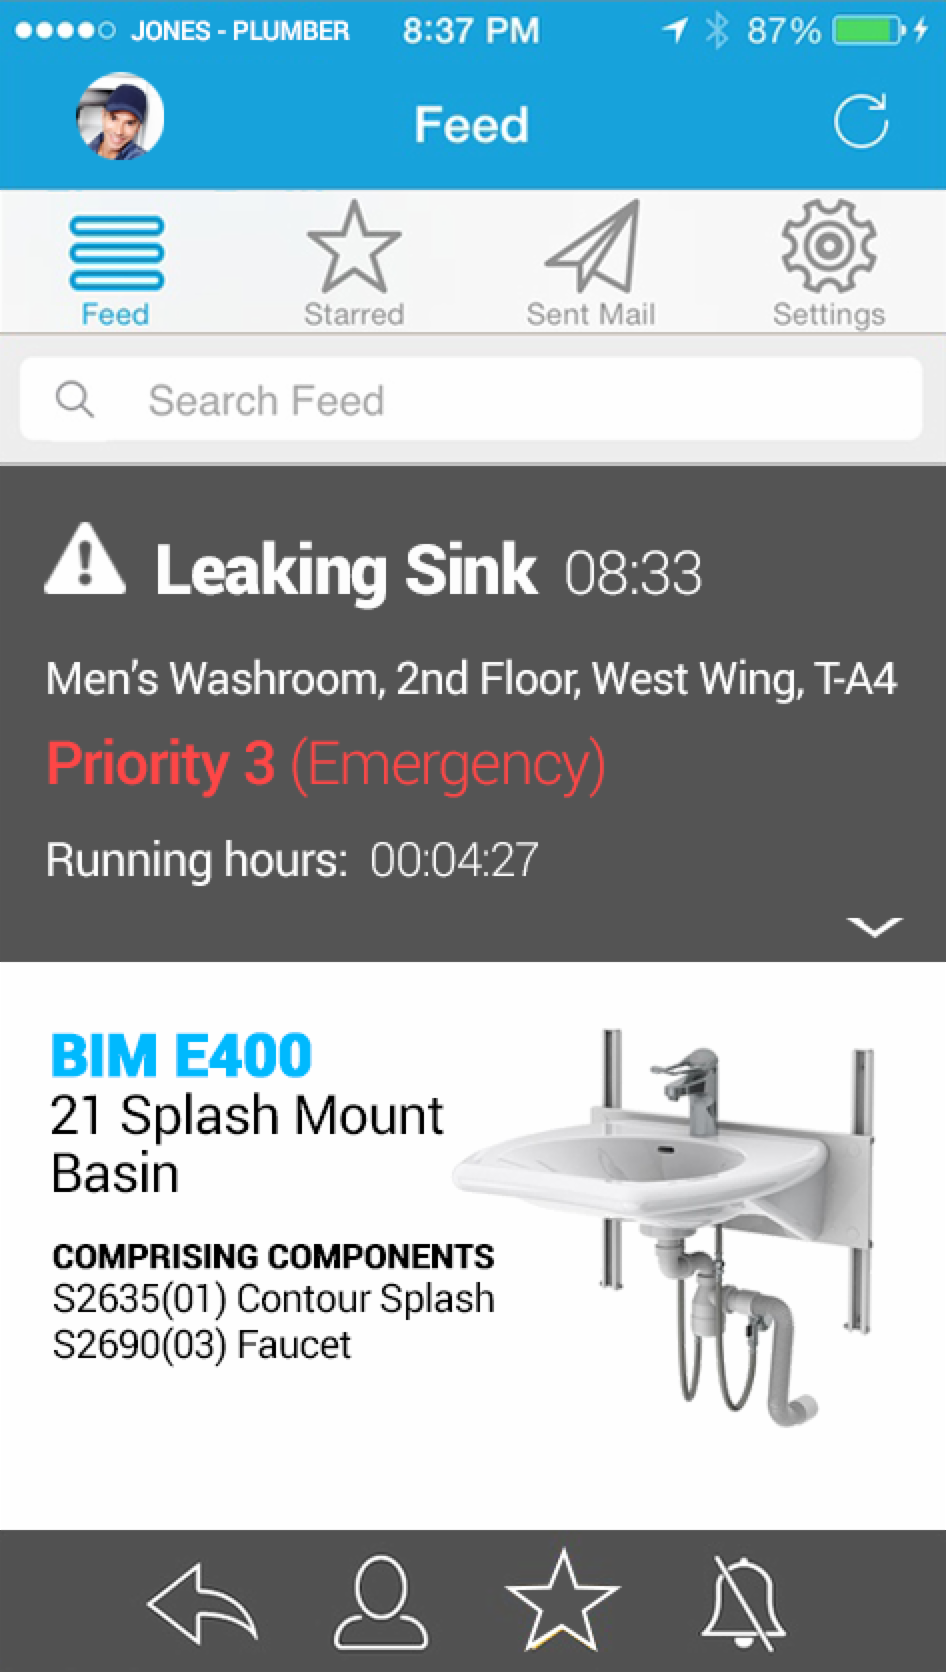 JONES - PLUMBER 8:37 PM 87%
Feed
Feed Starred Sent Mail Settings
Search Feed
Leaking Sink 08:33
Men's Washroom, 2nd Floor, West Wing, T-A4
Priority 3 (Emergency)
Running hours: 00:04:27
BIM E400
21 Splash Mount
Basin
COMPRISING COMPONENTS
S2635(01) Contour Splash
S2690(03) Faucet